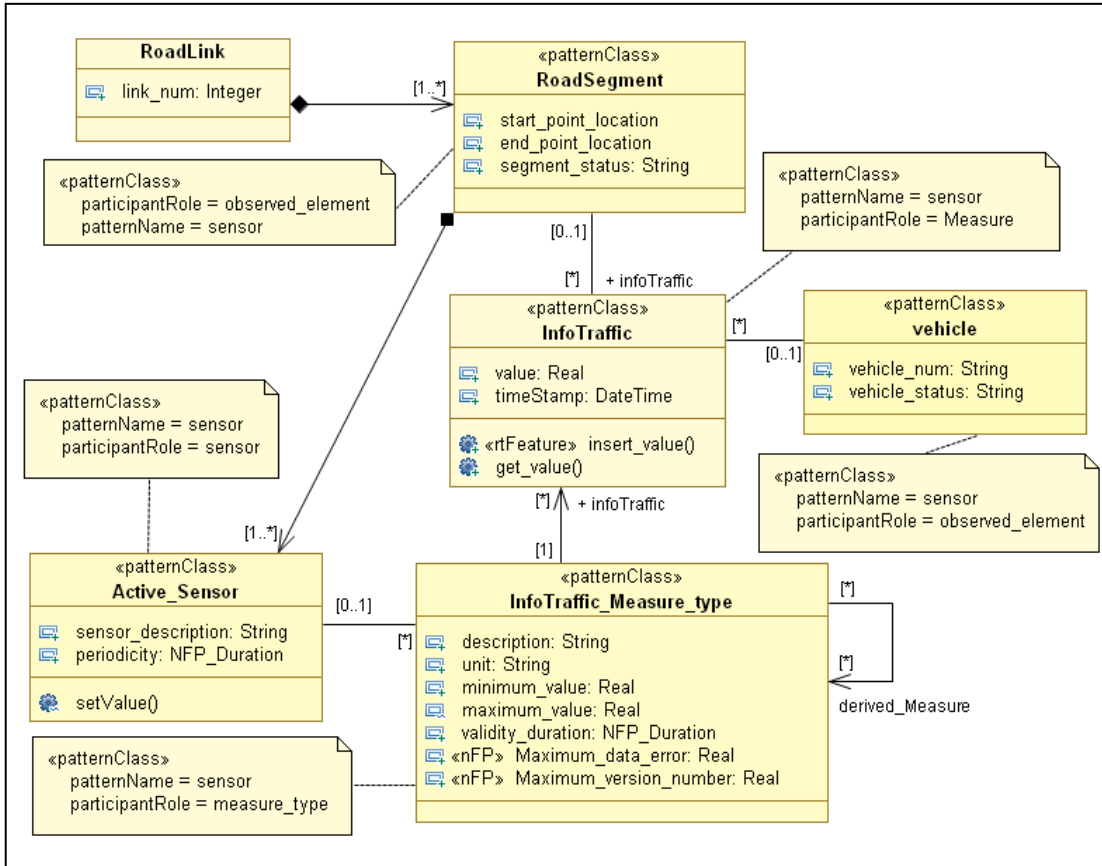 RoadLink
link_num: Integer
[1..*]
«patternClass»
RoadSegment
start_point_location
end_point_location
segment_status: String
«patternClass»
participantRole = observed_element
patternName = sensor
«patternClass»
patternName = sensor
participantRole = Measure
[0..1]
[*]
+ infoTraffic
«patternClass»
InfoTraffic
value: Real
timeStamp: DateTime
«rtFeature» insert_value()
get_value()
[*]
[0..1]
«patternClass»
vehicle
vehicle_num: String
vehicle_status: String
«patternClass»
patternName = sensor
participantRole = sensor
«patternClass»
patternName = sensor
participantRole = observed_element
[*]
+ infoTraffic
[1]
[1..*]
«patternClass»
Active_Sensor
sensor_description: String
periodicity: NFP_Duration
setValue()
[0..1]
[*]
«patternClass»
InfoTraffic_Measure_type
description: String
unit: String
minimum_value: Real
maximum_value: Real
validity_duration: NFP_Duration
«nFP» Maximum_data_error: Real
«nFP» Maximum_version_number: Real
[*]
[*]
derived_Measure
«patternClass»
patternName = sensor
participantRole = measure_type